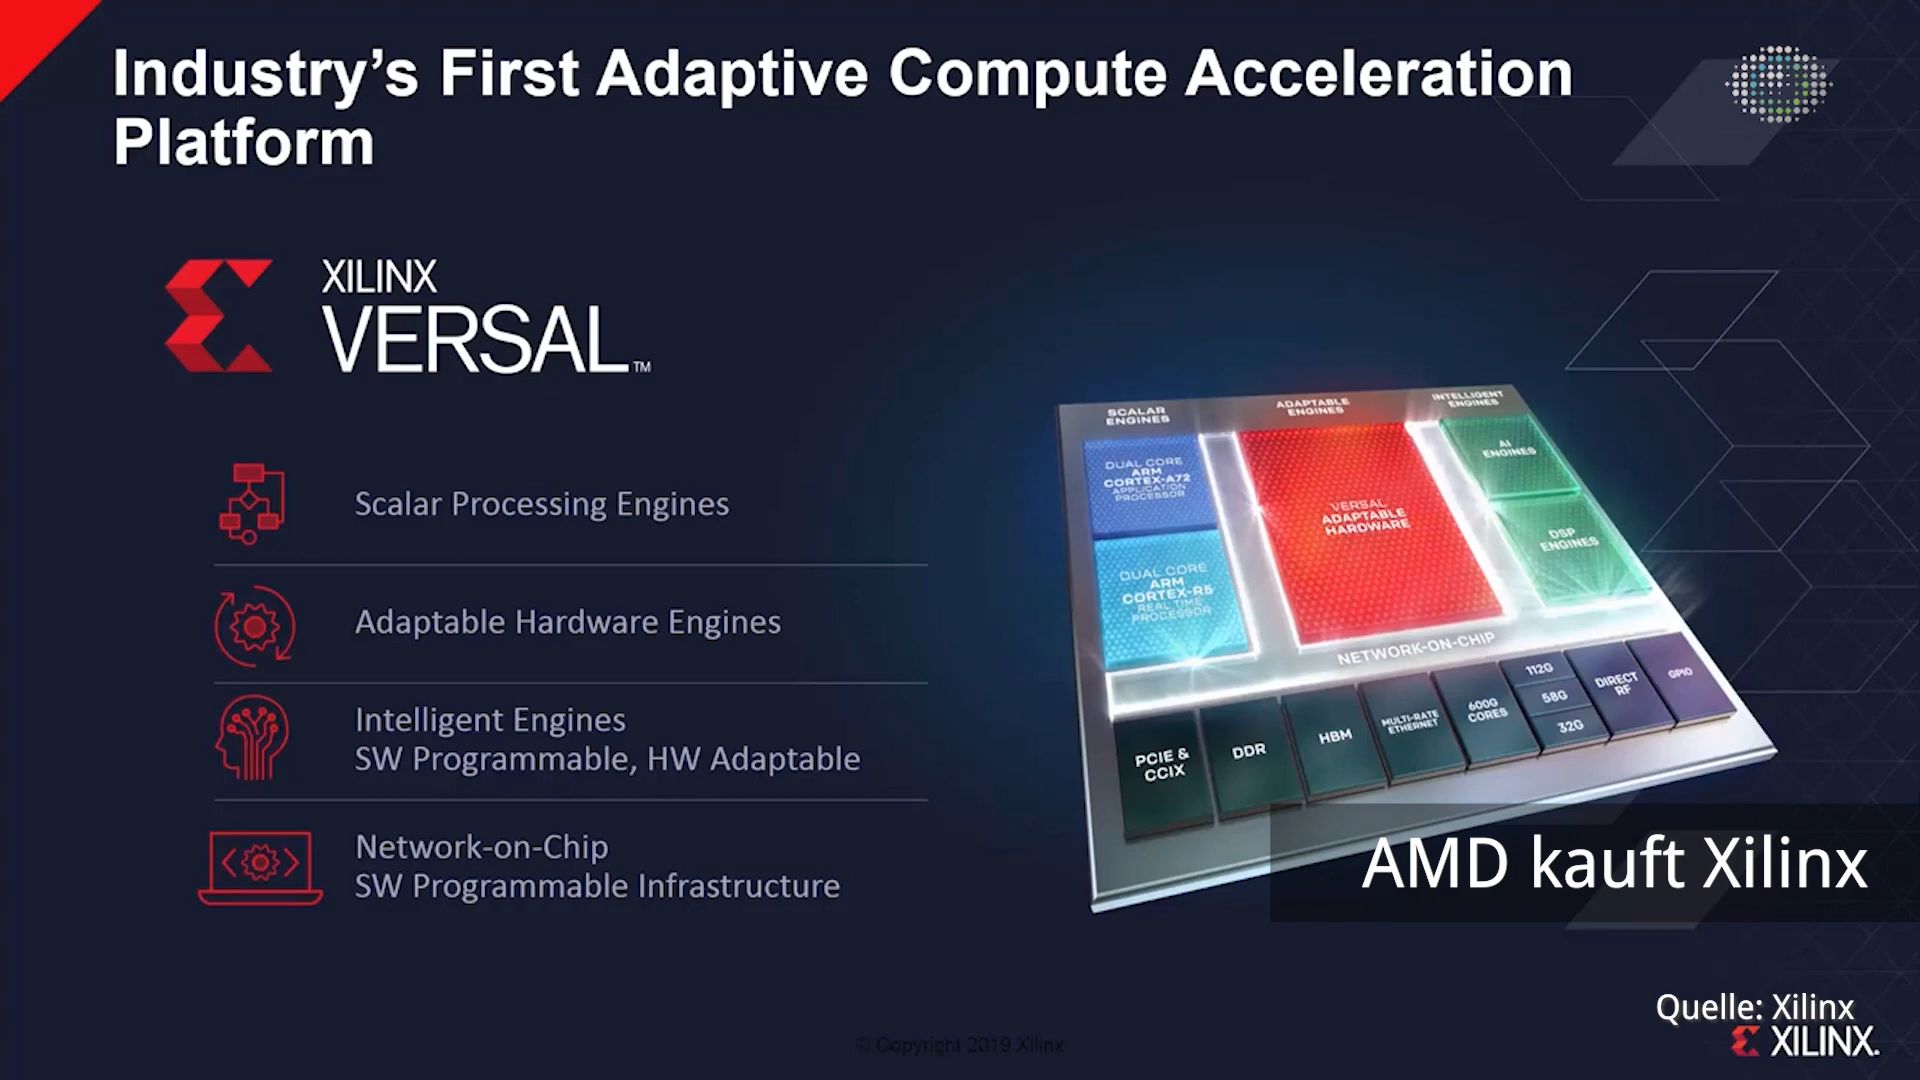 Industry's First Adaptive Compute Acceleration
Platform
XILINX
VERSAL™
Scalar Processing Engines
Adaptable Hardware Engines
Intelligent Engines
SW Programmable, HW Adaptable
Network-on-Chip
SW Programmable Infrastructure
SCALAR
ENGINES
ADAPTABLE
ENGINES
INTELLIGENT
ENGINES
DUAL CORE
ARM
CORTEX-A72
APPLICATION
PROCESSOR
DUAL CORE
ARM
CORTEX-R5
REAL TIME
PROCESSOR
VERSAL
ADAPTABLE
HARDWARE
AI
ENGINES
DSP
ENGINES
NETWORK-ON-CHIP
PCIE &
CCIX
DDR
HBM
MULTI-RATE
ETHERNET
600G
CORES
112G
58G
32G
DIRECT
RF
GPIO
AMD kauft Xilinx
Quelle: Xilinx
XILINX.
© Copyright 2019 Xilinx